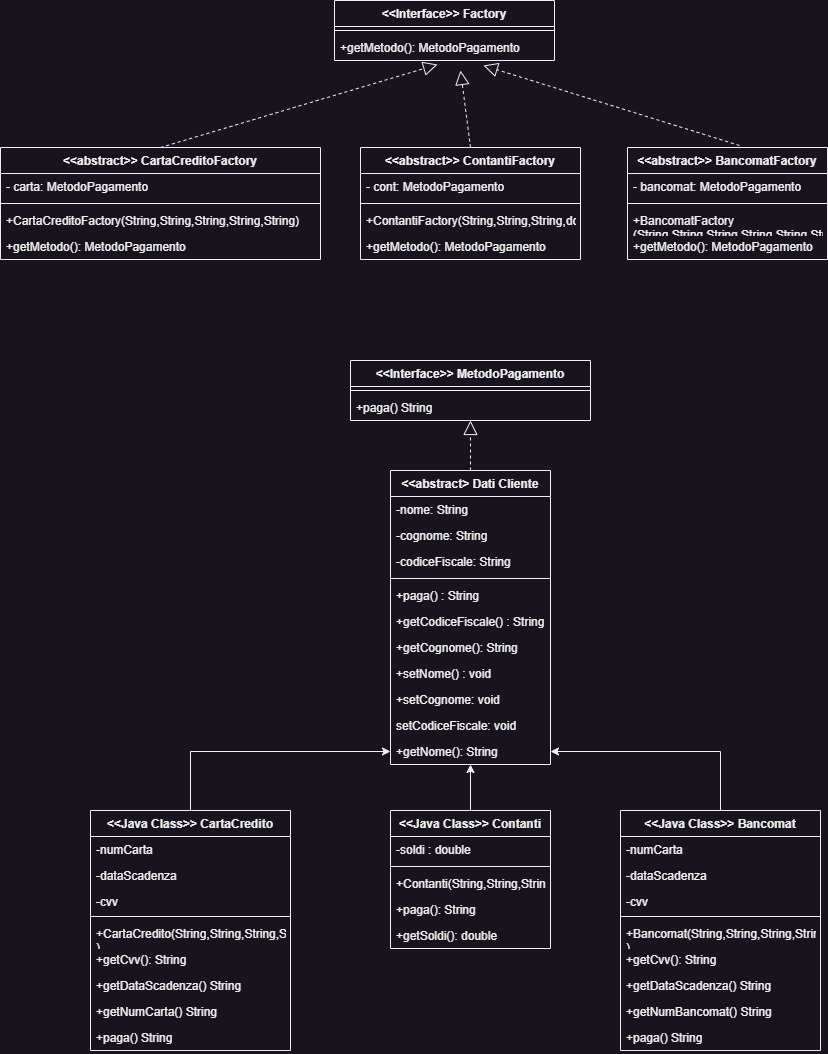 <<Interface>> Factory
+getMetodo(): MetodoPagamento
<<abstract>> CartaCreditoFactory
- carta: MetodoPagamento
+CartaCreditoFactory(String,String,String,String,String)
+getMetodo(): MetodoPagamento
<<abstract>> ContantiFactory
- cont: MetodoPagamento
+ContantiFactory(String,String,String,dc
+getMetodo(): MetodoPagamento
<<abstract>> BancomatFactory
- bancomat: MetodoPagamento
+BancomatFactory
(String,String,String,String,String,St
+getMetodo(): MetodoPagamento
<<Interface>> MetodoPagamento
+paga() String
<<abstract> Dati Cliente
-nome: String
-cognome: String
-codiceFiscale: String
+paga() : String
+getCodiceFiscale() : String
+getCognome(): String
+setNome() : void
+setCognome: void
setCodiceFiscale: void
+getNome(): String
<<Java Class>> CartaCredito
-numCarta
-dataScadenza
-cvv
+CartaCredito(String,String,String,S
)
+getCvv(): String
+getDataScadenza() String
+getNumCarta() String
+paga() String
<<Java Class>> Contanti
-soldi : double
+Contanti(String,String,Strin
+paga(): String
+getSoldi(): double
<<Java Class>> Bancomat
-numCarta
-dataScadenza
-cvv
+Bancomat(String,String,String,Strir
)
+getCvv(): String
+getDataScadenza() String
+getNumBancomat() String
+paga() String